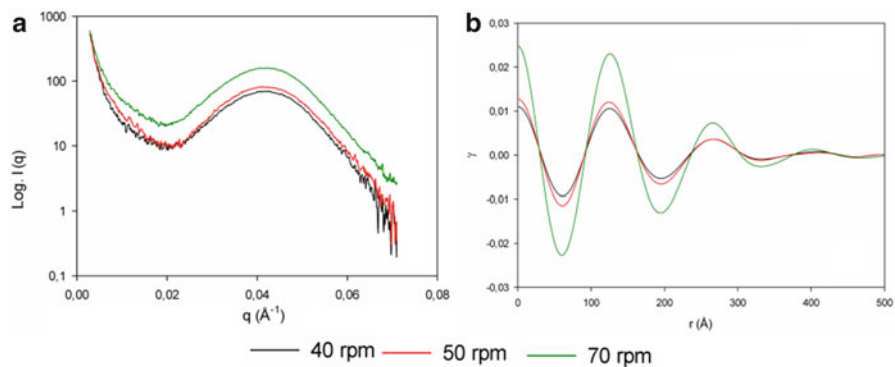 a
1000
100
10
1
0,1
Log. I (q)
0,00 0,02 0,04 0,06 0,08
q (Å⁻¹)
b
0,03
0,02
0,01
0,00
-0,01
-0,02
-0,03
γ
0 100 200 300 400 500
r (Å)
40 rpm 50 rpm 70 rpm